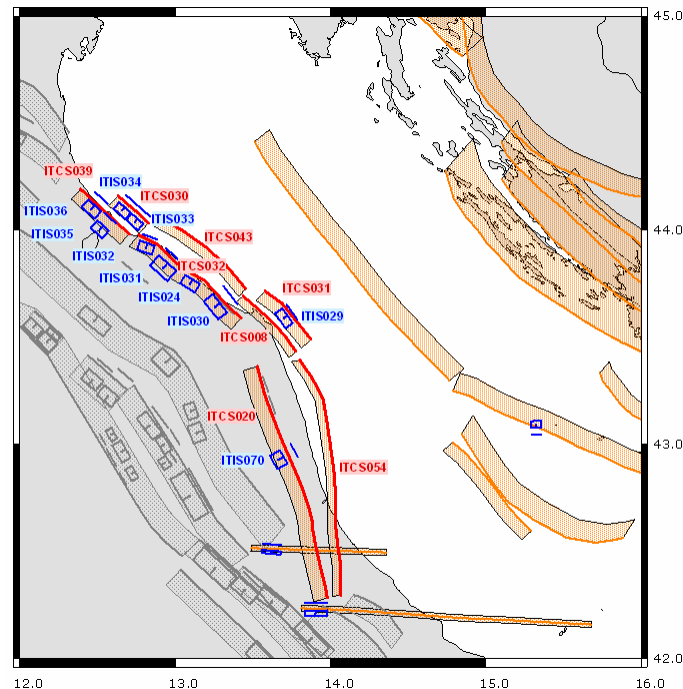 45.0
ITCS039
ITIS034
ITCS030
ITIS036
ITIS033
ITIS035
44.0
ITCS043
ITIS032
ITCS032
ITIS031
ITCS031
ITIS024
ITIS029
ITIS030
ITCS008
ITCS020
ITIS070
ITCS054
43.0
42.0
12.0
13.0
14.0
15.0
16.0